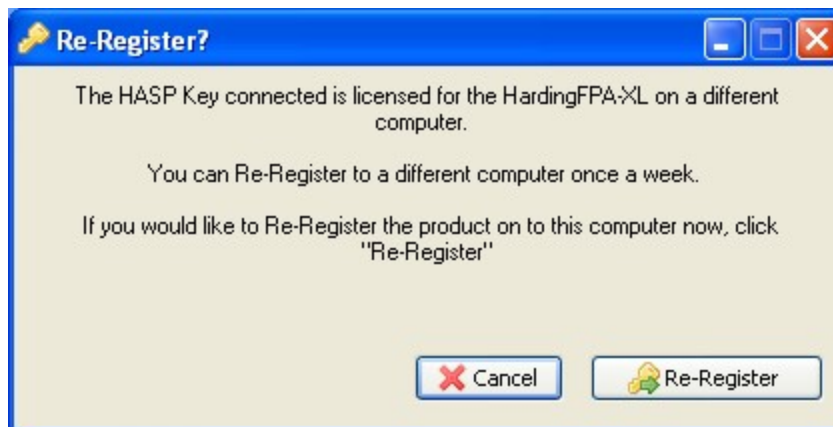 Re-Register?
The HASP Key connected is licensed for the HardingFPA-XL on a different
computer.
You can Re-Register to a different computer once a week.
If you would like to Re-Register the product on to this computer now, click
"Re-Register"
Cancel
Re-Register